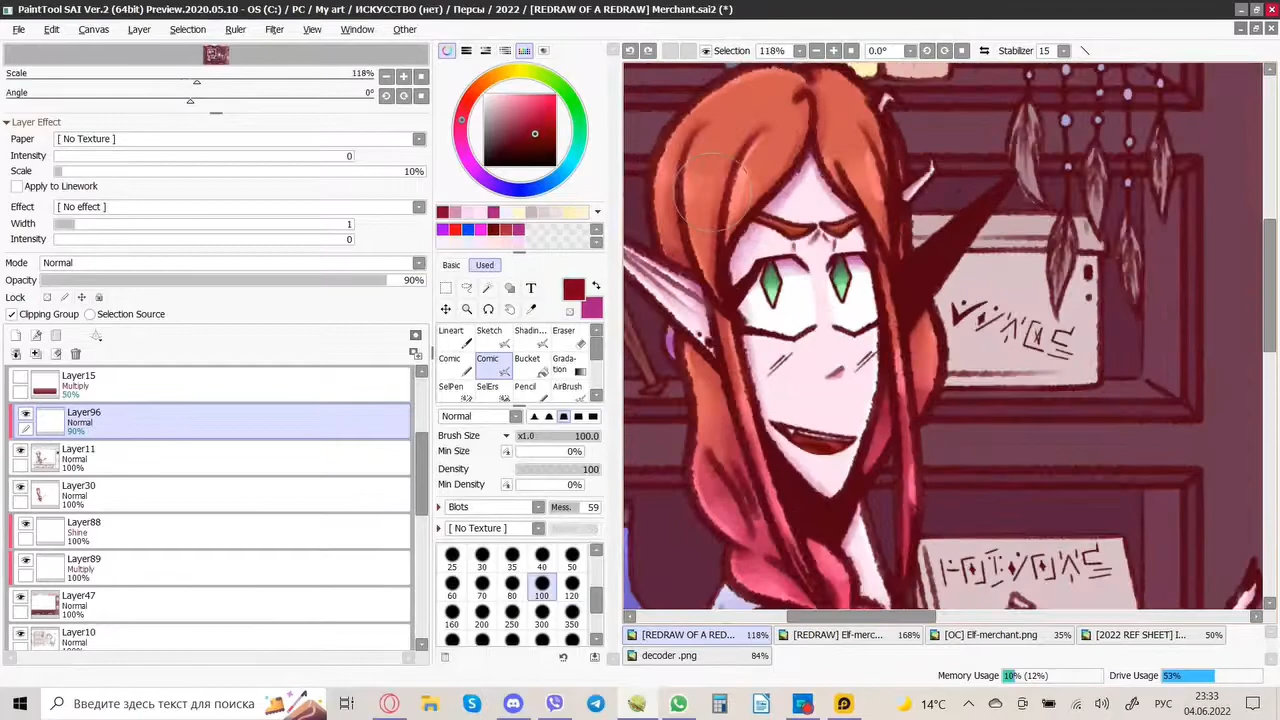 PaintTool SAI Ver.2 (64bit) Preview.2020.05.10 - OS (C:) / PC / My art / ИСКУССТВО (нет) / Персы / 2022 / [REDRAW OF A REDRAW] Merchant.sai2 (*)
File Edit Canvas Layer Selection Ruler Filter View Window Other
Scale 118%
Angle 0°
Layer Effect
Paper [ No Texture ]
Intensity 0
Scale 10%
Apply to Linework
Effect [ No effect ]
Width 1
Intensity 0
Mode Normal
Opacity 90%
Lock
Clipping Group Selection Source
Layer15
Multiply
50%
Layer96
Normal
90%
Layer11
Normal
100%
Layer30
Normal
100%
Layer88
Shine
100%
Layer89
Multiply
100%
Layer47
Normal
100%
Layer10
Normal
Basic Used
T
Lineart Sketch Shadin... Eraser
Comic Comic Bucket Grada-
tion
SelPen SelErs Pencil AirBrush
Normal
Brush Size x1.0 100.0
Min Size 0%
Density 100
Min Density 0%
Blots Mess. 59
[ No Texture ]
25 30 35 40 50
60 70 80 100 120
160 200 250 300 350
Selection 118% 0.0° Stabilizer 15
[REDRAW OF A RED... 118% [REDRAW] Elf-merc... 168% [OC] Elf-merchant.png 35% [2022 REF SHEET] I... 50%
decoder .png 84%
Memory Usage 10% (12%) Drive Usage 53%
Введите здесь текст для поиска
14°C
РУС
23:33
04.06.2022